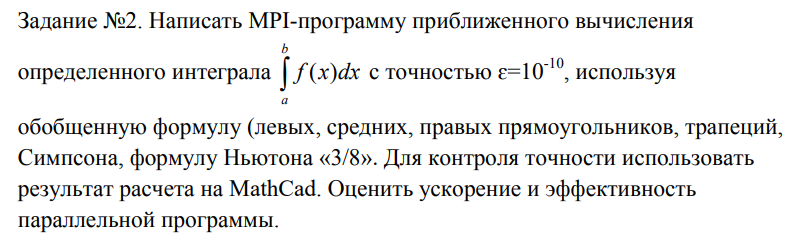 Задание №2. Написать MPI-программу приближенного вычисления
определенного интеграла ∫ₐᵇ f(x)dx с точностью ε=10⁻¹⁰, используя
обобщенную формулу (левых, средних, правых прямоугольников, трапеций,
Симпсона, формулу Ньютона «3/8». Для контроля точности использовать
результат расчета на MathCad. Оценить ускорение и эффективность
параллельной программы.